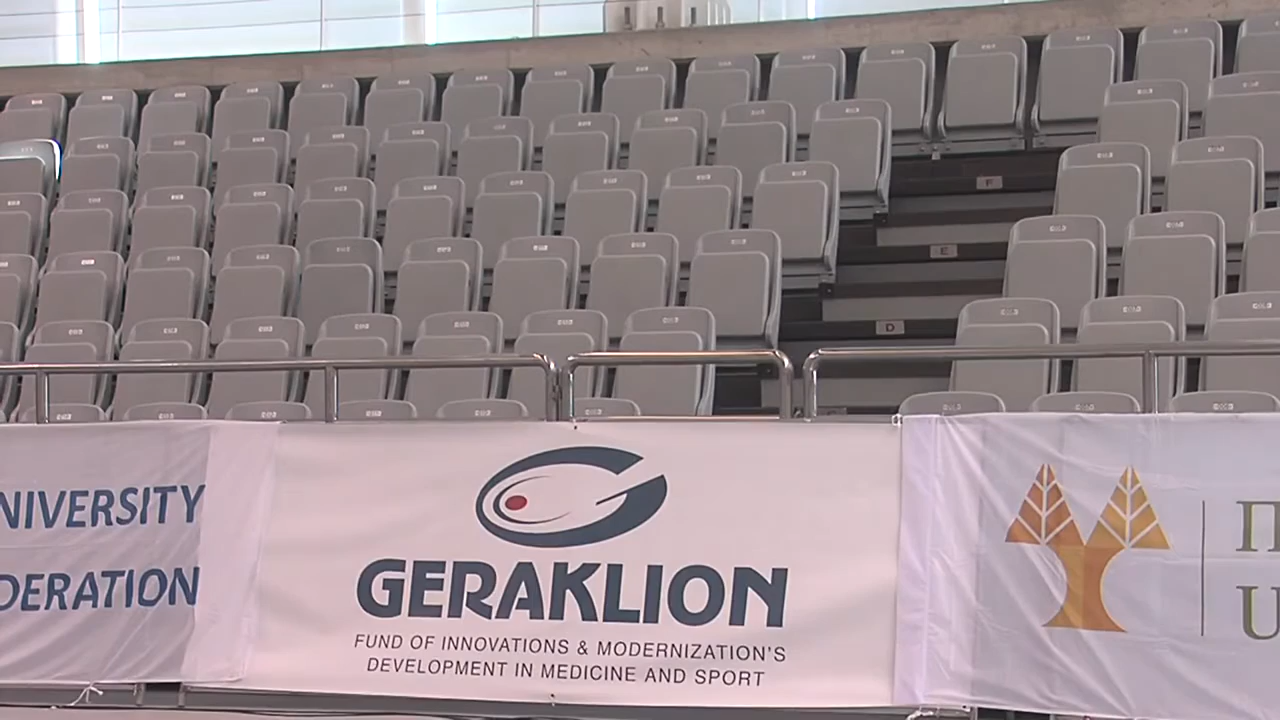 F
E
D
NIVERSITY
DERATION
GERAKLION
FUND OF INNOVATIONS & MODERNIZATION'S
DEVELOPMENT IN MEDICINE AND SPORT
Π
U